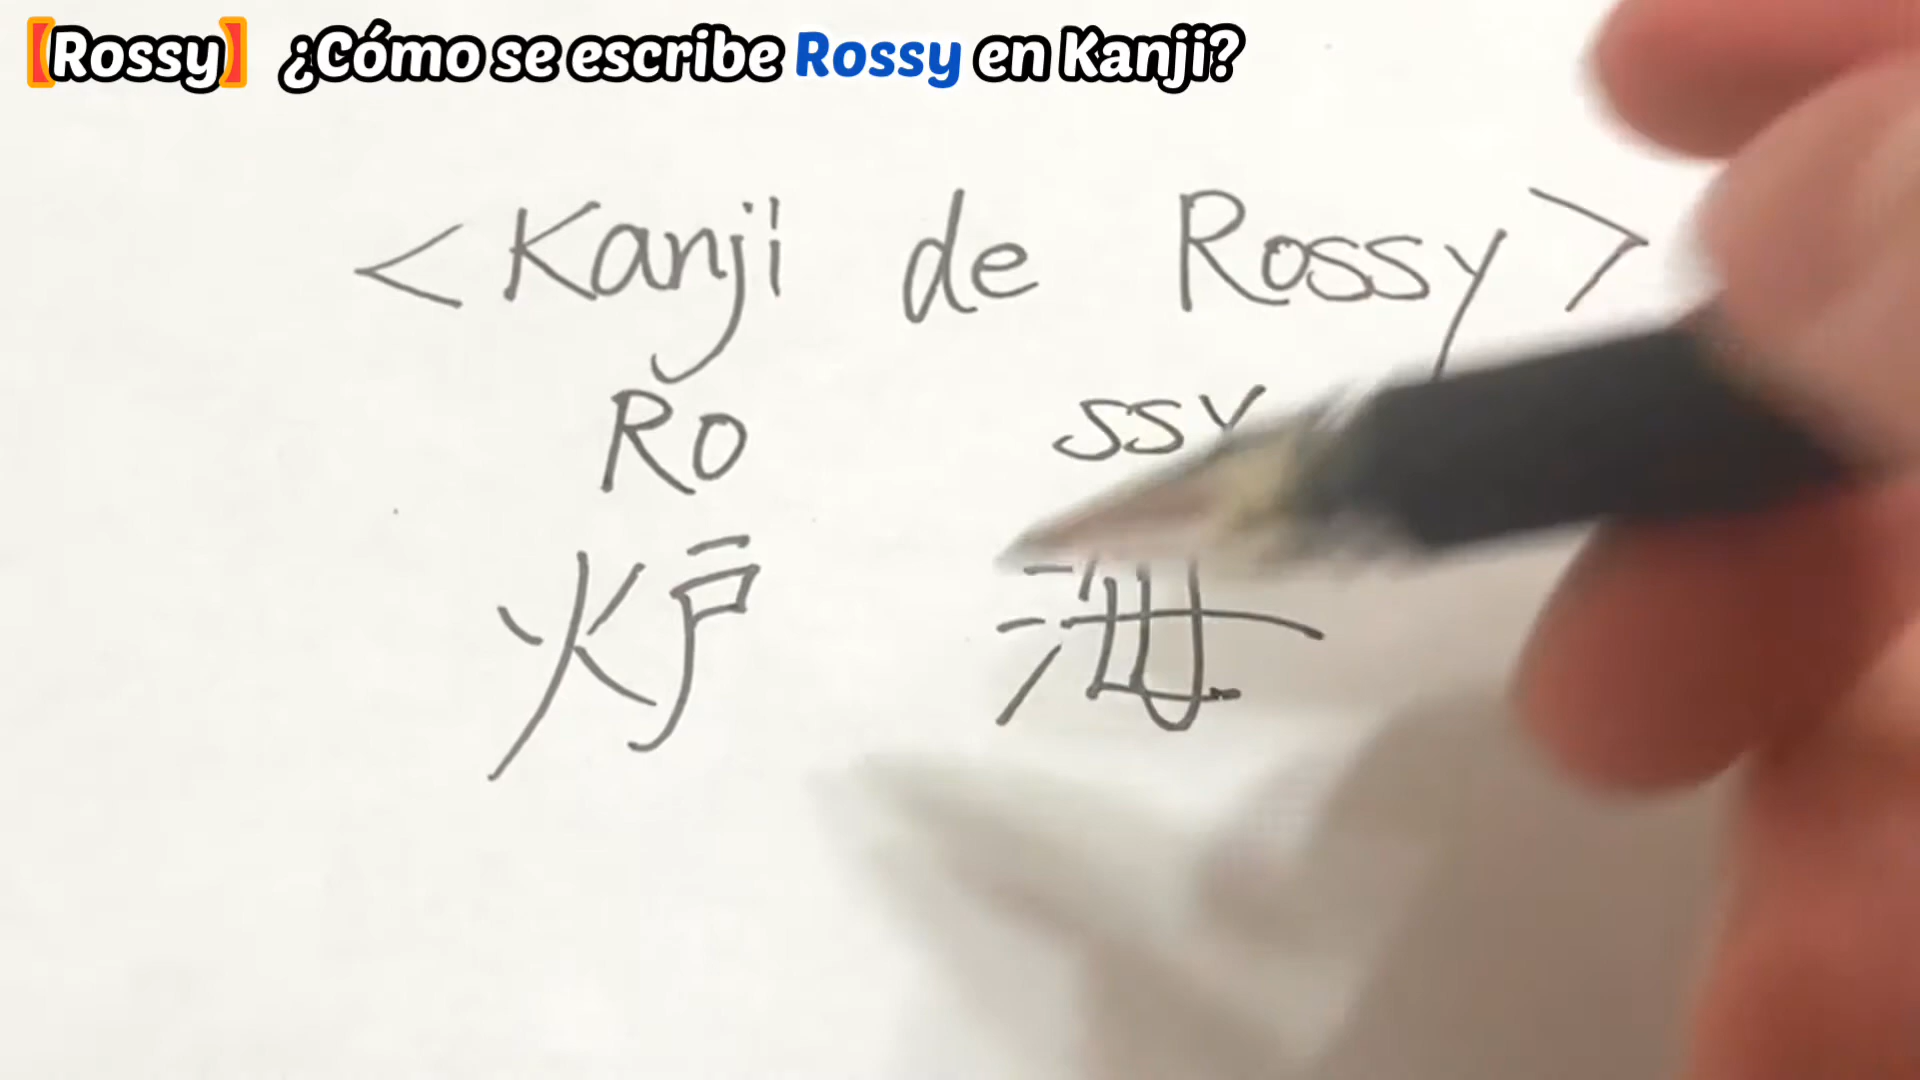 【Rossy】 ¿Cómo se escribe Rossy en Kanji?
<Kanji de Rossy>
Ro ssy
炉